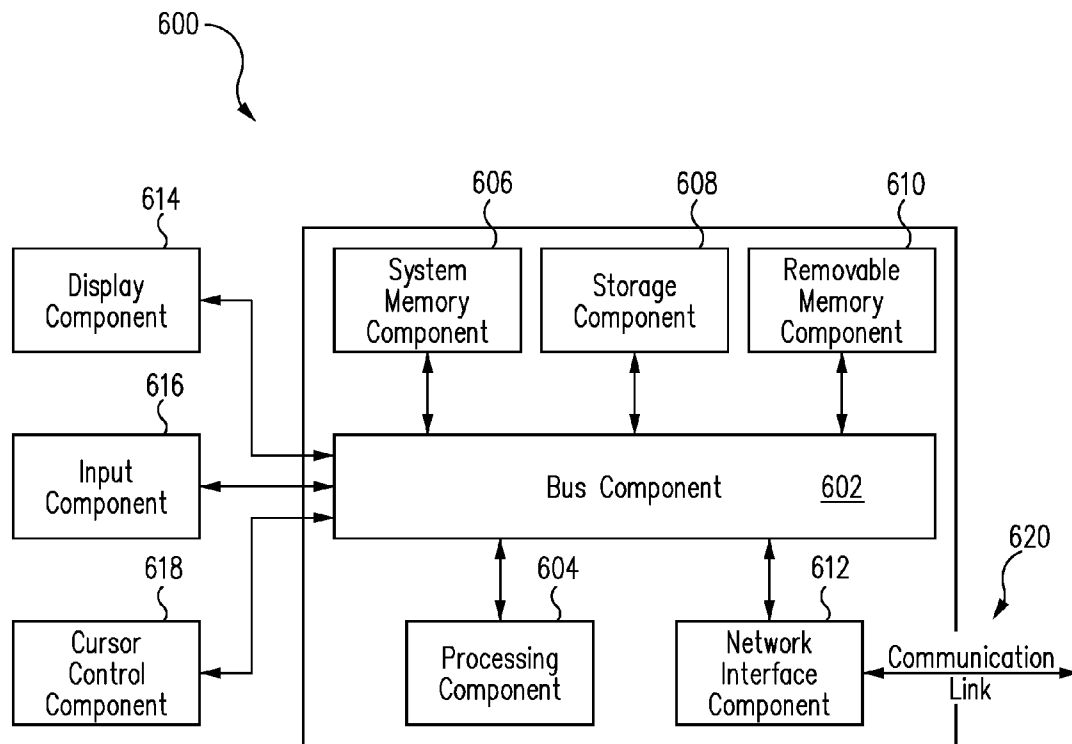 600
606
608
610
614
System
Memory
Component
Storage
Component
Removable
Memory
Component
Display
Component
616
Input
Component
Bus Component 602
618
604
612
620
Cursor
Control
Component
Processing
Component
Network
Interface
Component
Communication
Link